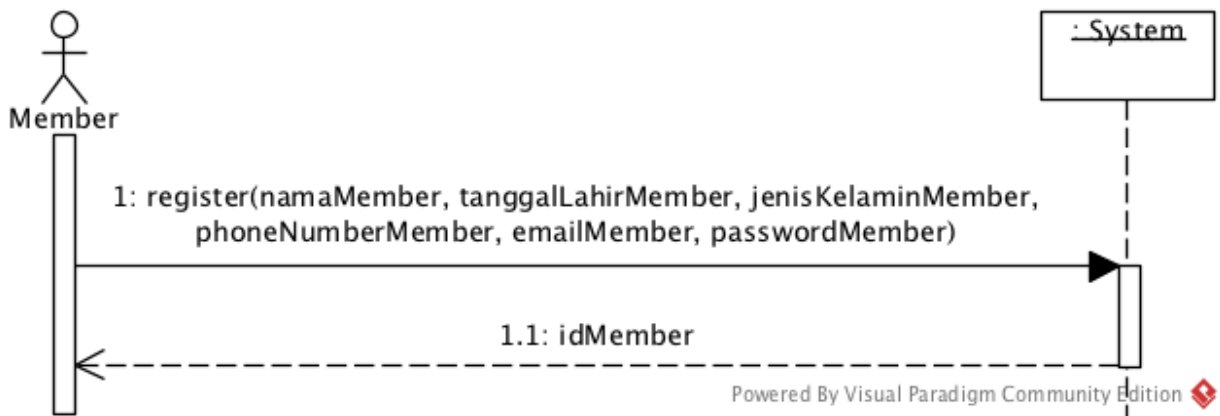 : System
Member
1: register(namaMember, tanggalLahirMember, jenisKelaminMember,
phoneNumberMember, emailMember, passwordMember)
1.1: idMember
Powered By Visual Paradigm Community Edition